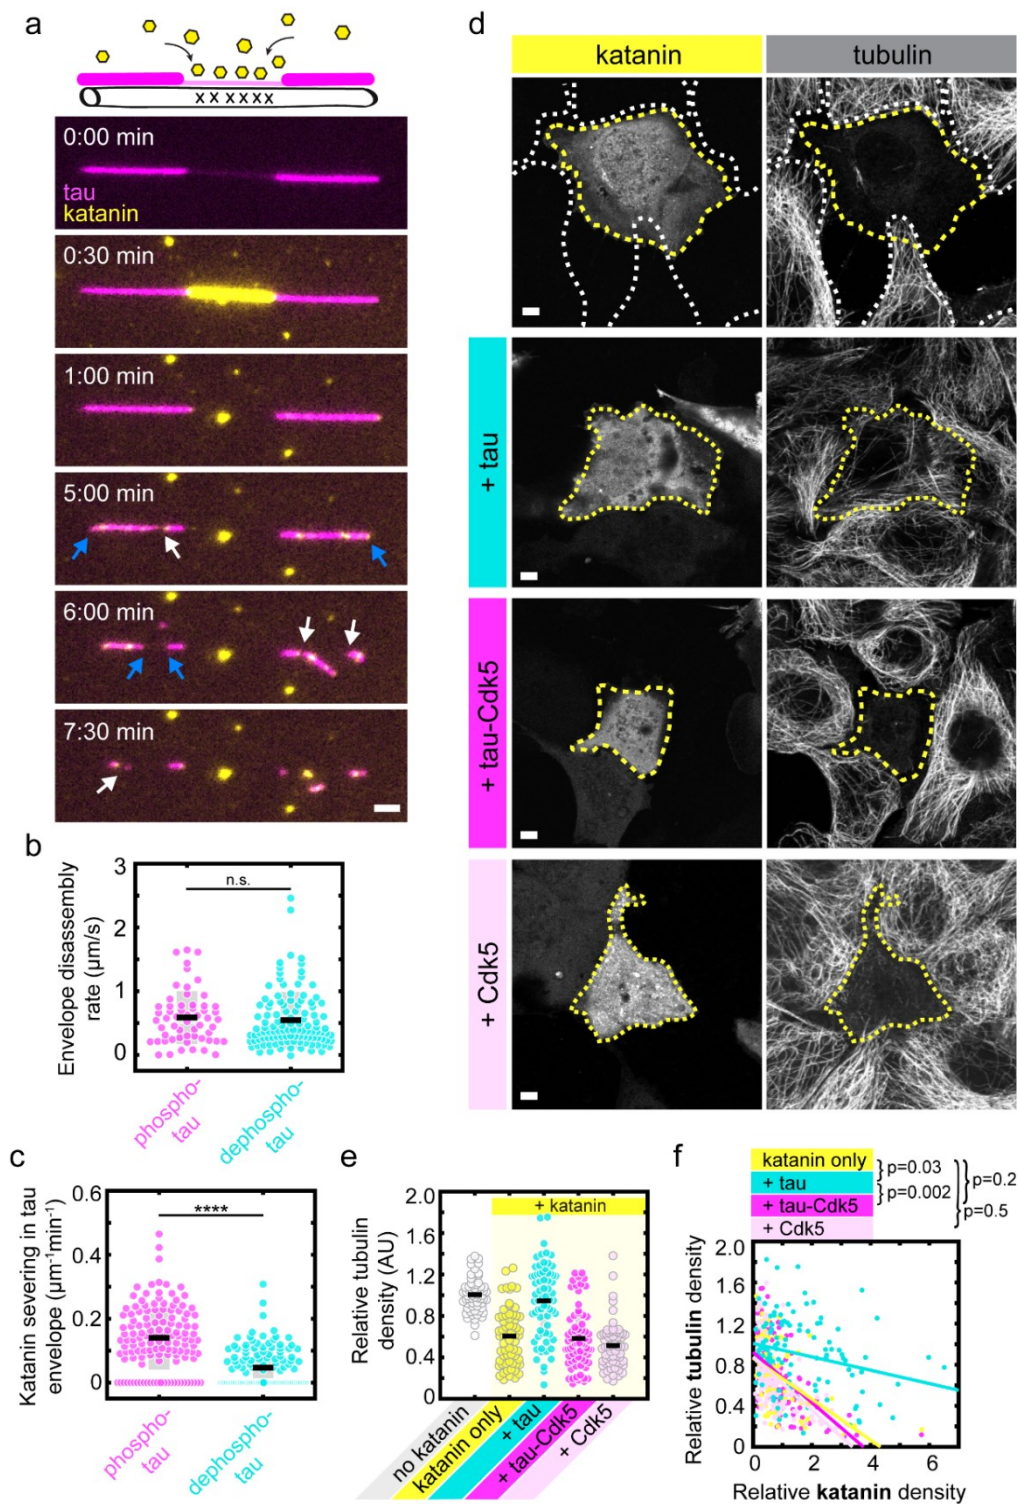 a
x x x x x x
0:00 min
tau
katanin
0:30 min
1:00 min
5:00 min
6:00 min
7:30 min
b
Envelope disassembly
rate (μm/s)
3
2
1
0
n.s.
phospho-
tau
dephospho-
tau
c
Katanin severing in tau
envelope (μm⁻¹min⁻¹)
0.6
0.4
0.2
0
****
phospho-
tau
dephospho-
tau
d
katanin
tubulin
+ tau
+ tau-Cdk5
+ Cdk5
e
+ katanin
Relative tubulin
density (AU)
2.0
1.6
1.2
0.8
0.4
0
no katanin
katanin only
+ tau
+ tau-Cdk5
+ Cdk5
f
katanin only
+ tau
+ tau-Cdk5
+ Cdk5
p=0.03
p=0.002
p=0.2
p=0.5
Relative tubulin density
2.0
1.6
1.2
0.8
0.4
0
0 2 4 6
Relative katanin density